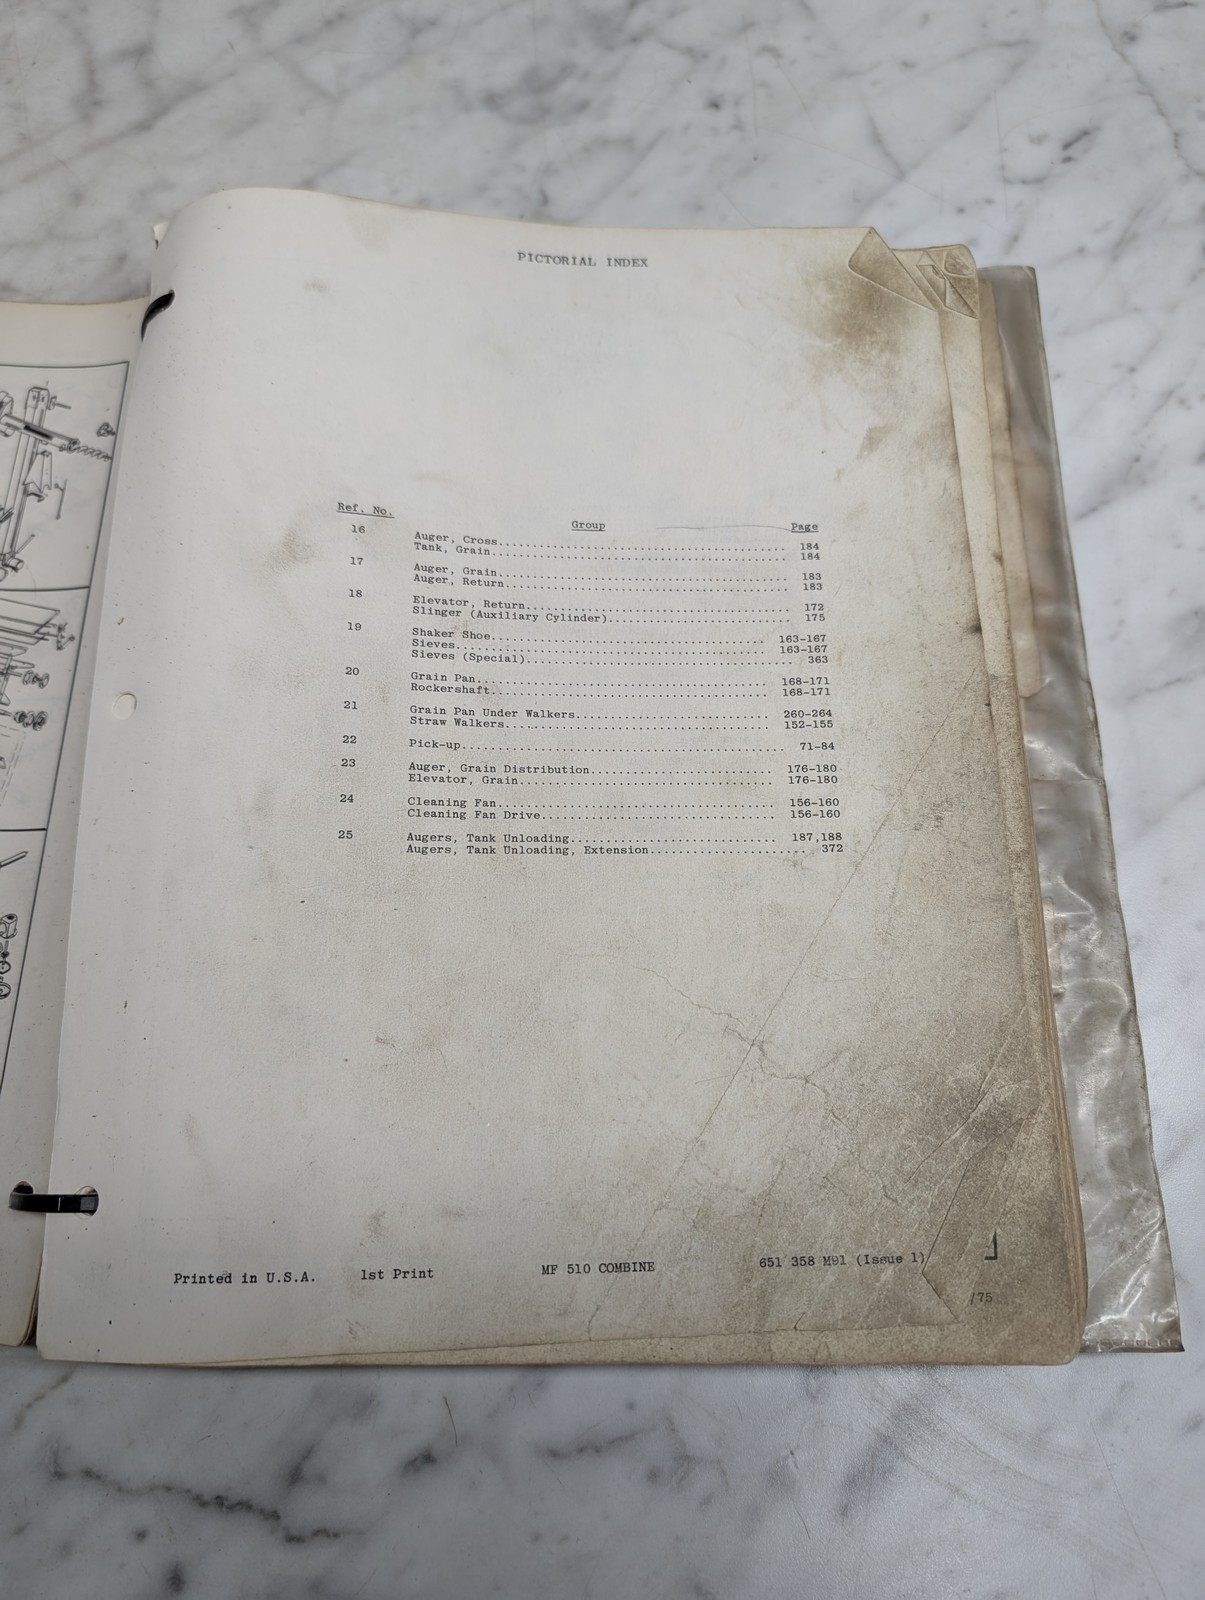 PICTORIAL INDEX
Ref. No. Group Page
16 Auger, Cross 184
Tank, Grain 184
17 Auger, Grain 183
Auger, Return 183
18 Elevator, Return 172
Slinger (Auxiliary Cylinder) 175
19 Shaker Shoe 163-167
Sieves 163-167
Sieves (Special) 363
20 Grain Pan 168-171
Rockershaft 168-171
21 Grain Pan Under Walkers 260-264
Straw Walkers 152-155
22 Pick-up 71-84
23 Auger, Grain Distribution 176-180
Elevator, Grain 176-180
24 Cleaning Fan 156-160
Cleaning Fan Drive 156-160
25 Augers, Tank Unloading 187,188
Augers, Tank Unloading, Extension 372
Printed in U.S.A. 1st Print MF 510 COMBINE 651 358 M91 (Issue 1)
/75